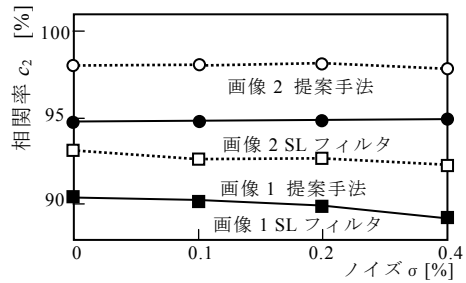 相関率 c₂ [%]
100
95
90
画像 2 提案手法
画像 2 SL フィルタ
画像 1 提案手法
画像 1 SL フィルタ
0 0.1 0.2 0.4
ノイズ σ [%]